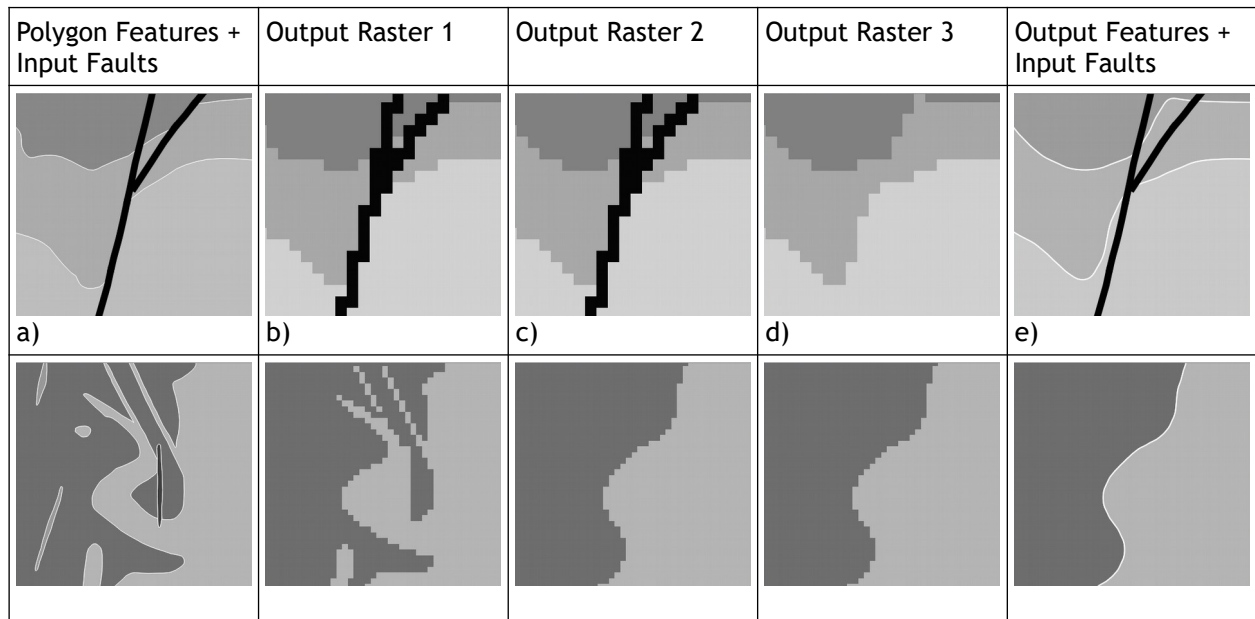 Polygon Features +
Input Faults
Output Raster 1
Output Raster 2
Output Raster 3
Output Features +
Input Faults
a)
b)
c)
d)
e)